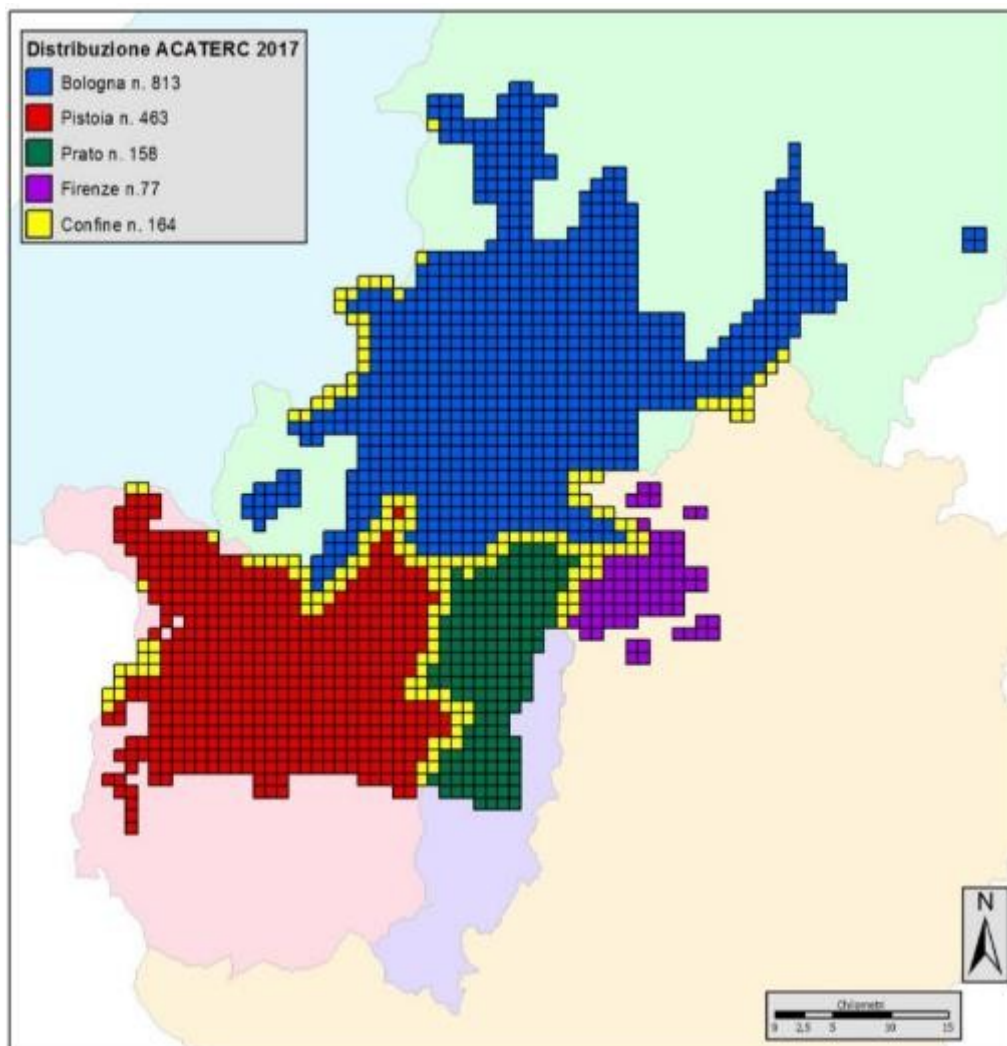 Distribuzione ACATERC 2017
Bologna n. 813
Pistoia n. 463
Prato n. 158
Firenze n.77
Confine n. 164
N
Chilometri
0 2,5 5 10 15